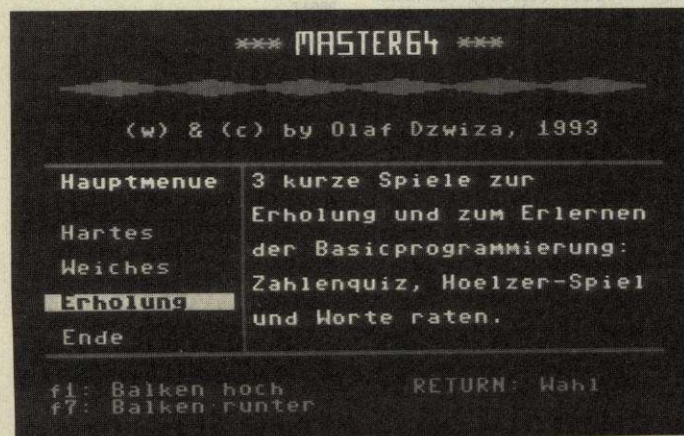 *** MASTER64 ***
(w) & (c) by Olaf Dzwiza, 1993
Hauptmenue
Hartes
Weiches
Erholung
Ende
3 kurze Spiele zur
Erholung und zum Erlernen
der Basicprogrammierung:
Zahlenquiz, Hoelzer-Spiel
und Worte raten.
f1: Balken hoch
f7: Balken runter
RETURN: Wahl